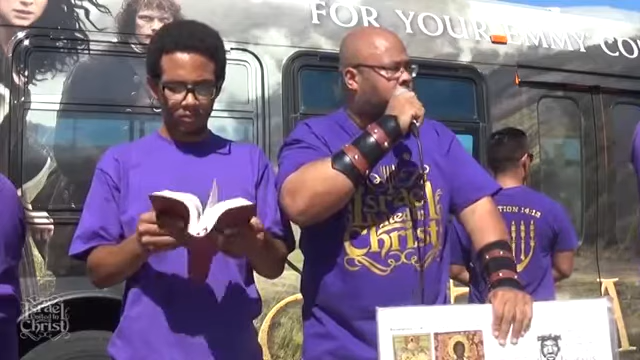 FOR YOUR EMMY CO
Israel
United in
Christ
TION 14:12
Israel
United In
Christ